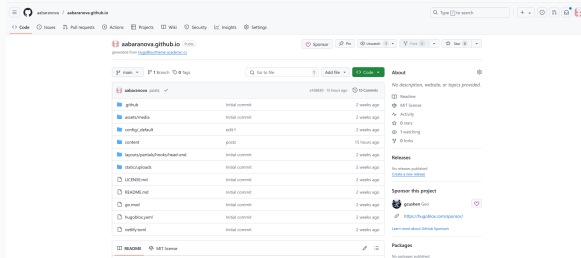 aabaranova / aabaranova.github.io
Type / to search
Code Issues Pull requests Actions Projects Wiki Security Insights Settings
aabaranova.github.io Public
generated from HugoBlox/theme-academic-cv
Sponsor Pin Unwatch 1 Fork 0 Star 0
main 1 Branch 0 Tags
Go to file
Add file
Code
aabaranova posts
15 hours ago 10 Commits
.github Initial commit 2 weeks ago
assets/media Initial commit 2 weeks ago
config/_default edit 1 2 weeks ago
content posts 15 hours ago
layouts/partials/hooks/head-end Initial commit 2 weeks ago
static/uploads Initial commit 2 weeks ago
LICENSE.md Initial commit 2 weeks ago
README.md Initial commit 2 weeks ago
go.mod Initial commit 2 weeks ago
hugoblox.yaml Initial commit 2 weeks ago
netlify.toml Initial commit 2 weeks ago
README MIT license
About
No description, website, or topics provided.
Readme
MIT license
Activity
0 stars
1 watching
0 forks
Releases
No releases published
Create a new release
Sponsor this project
gcushen Geo
https://hugoblox.com/sponsor/
Learn more about GitHub Sponsors
Packages
No packages published